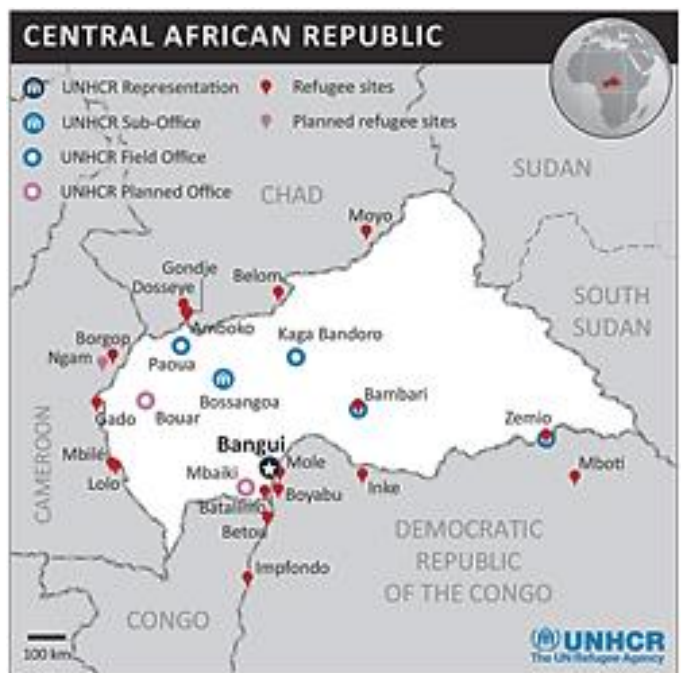 CENTRAL AFRICAN REPUBLIC
UNHCR Representation
Refugee sites
UNHCR Sub-Office
Planned refugee sites
UNHCR Field Office
UNHCR Planned Office
SUDAN
CHAD
Moyo
Gondje
Dosseye
Belom
SOUTH
SUDAN
Amboko
Kaga Bandoro
Borgop
Ngam
Paoua
Bambari
Gado
Bouar
Bossangoa
Zemio
CAMEROON
Bangui
Mbile
Mole
Mboti
Lolo
Mbaiki
Boyabu
Inke
Batalimo
Betou
DEMOCRATIC
REPUBLIC
OF THE CONGO
Impfondo
CONGO
100 km
UNHCR
The UN Refugee Agency